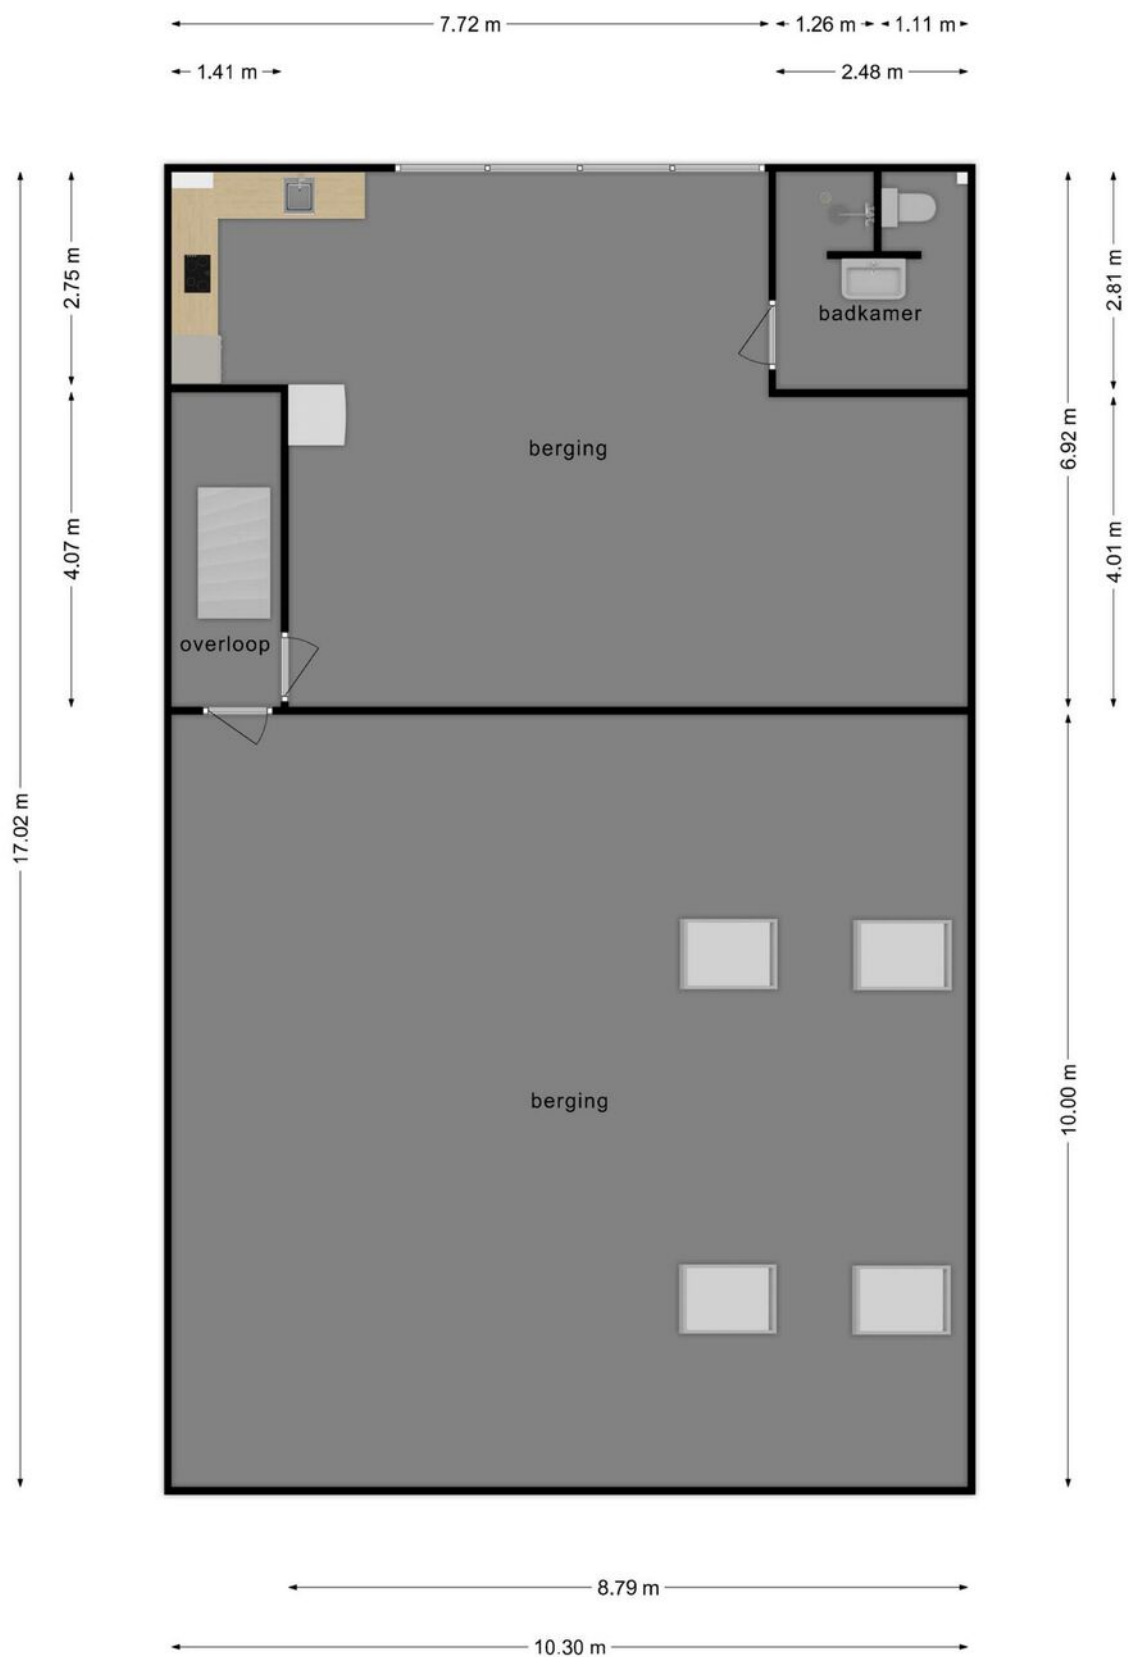 7.72 m
1.26 m
1.11 m
1.41 m
2.48 m
2.75 m
2.81 m
badkamer
6.92 m
berging
4.07 m
4.01 m
overloop
17.02 m
10.00 m
berging
8.79 m
10.30 m